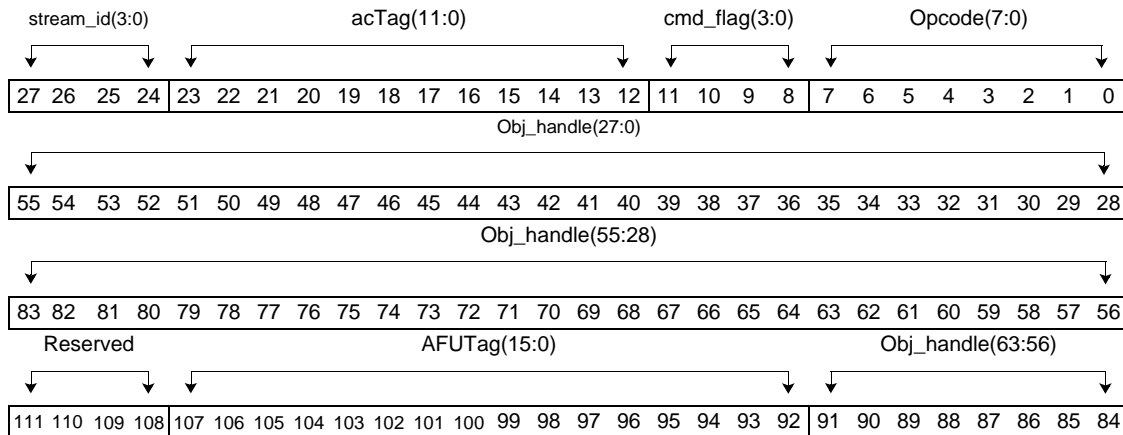 stream_id(3:0) acTag(11:0) cmd_flag(3:0) Opcode(7:0)
27 26 25 24 23 22 21 20 19 18 17 16 15 14 13 12 11 10 9 8 7 6 5 4 3 2 1 0
Obj_handle(27:0)
55 54 53 52 51 50 49 48 47 46 45 44 43 42 41 40 39 38 37 36 35 34 33 32 31 30 29 28
Obj_handle(55:28)
83 82 81 80 79 78 77 76 75 74 73 72 71 70 69 68 67 66 65 64 63 62 61 60 59 58 57 56
Reserved AFUTag(15:0) Obj_handle(63:56)
111 110 109 108 107 106 105 104 103 102 101 100 99 98 97 96 95 94 93 92 91 90 89 88 87 86 85 84